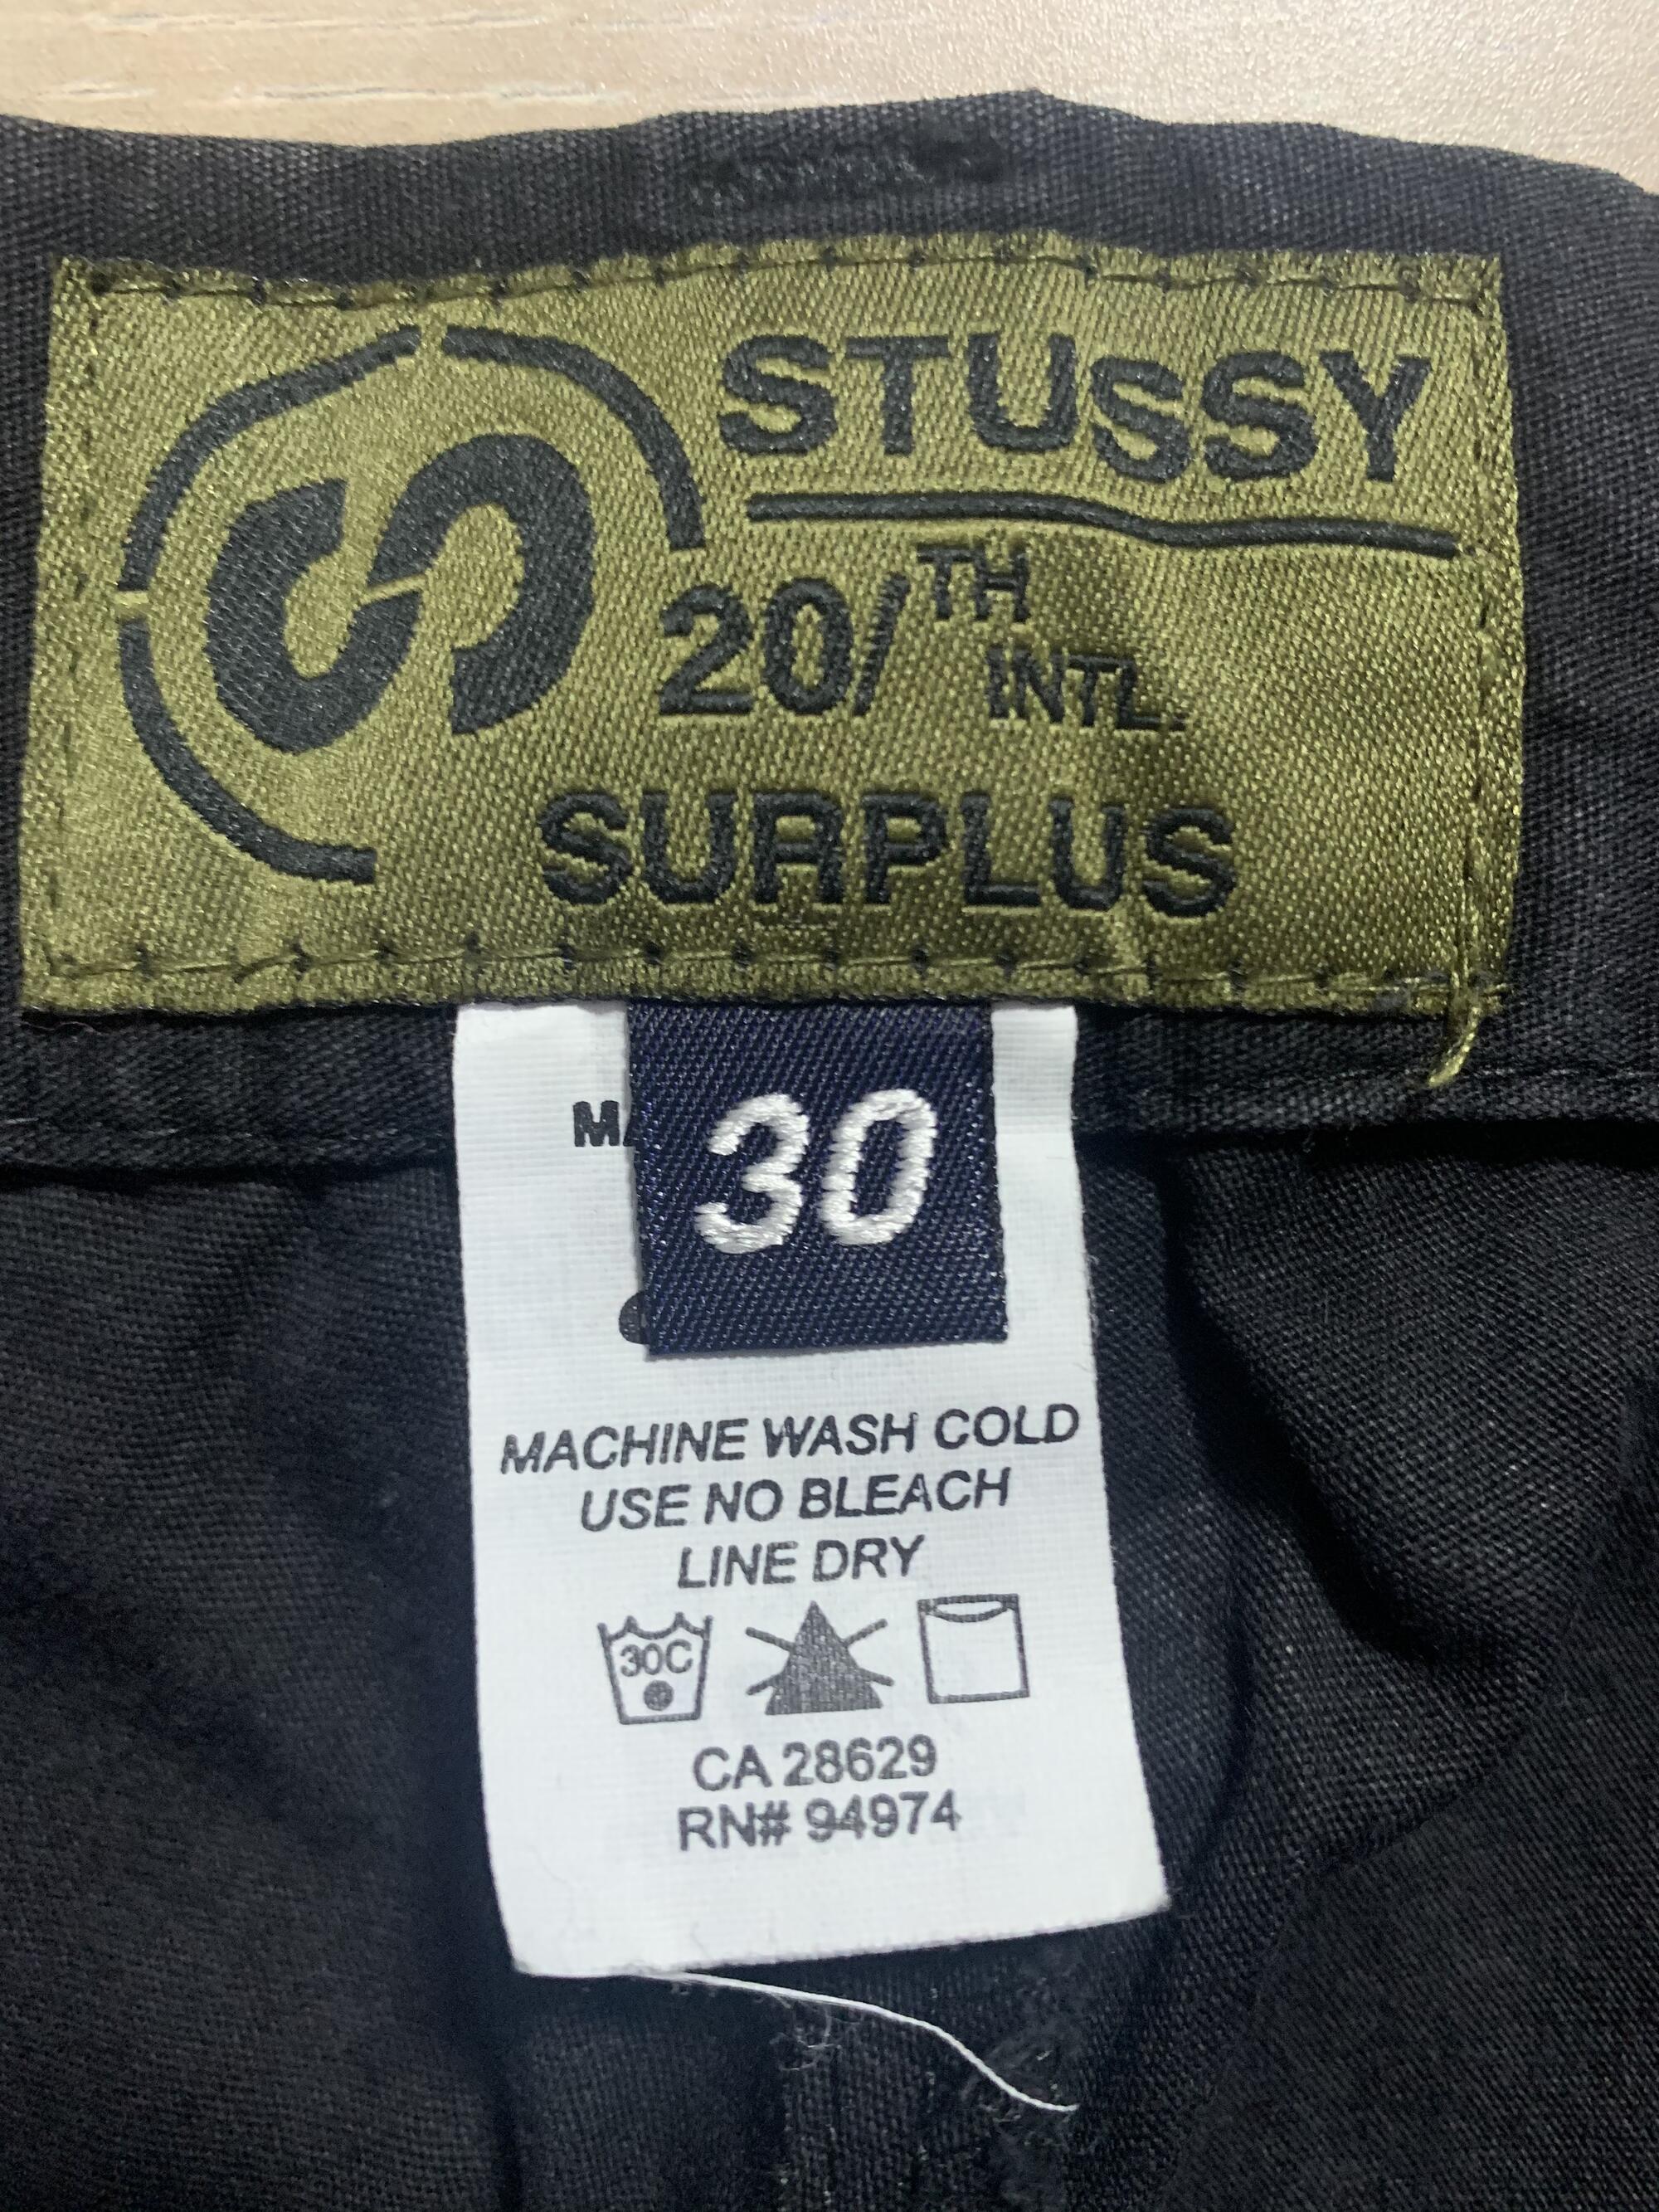 STUSSY
20/TH INTL.
SURPLUS
30
MACHINE WASH COLD
USE NO BLEACH
LINE DRY
30C
CA 28629
RN# 94974